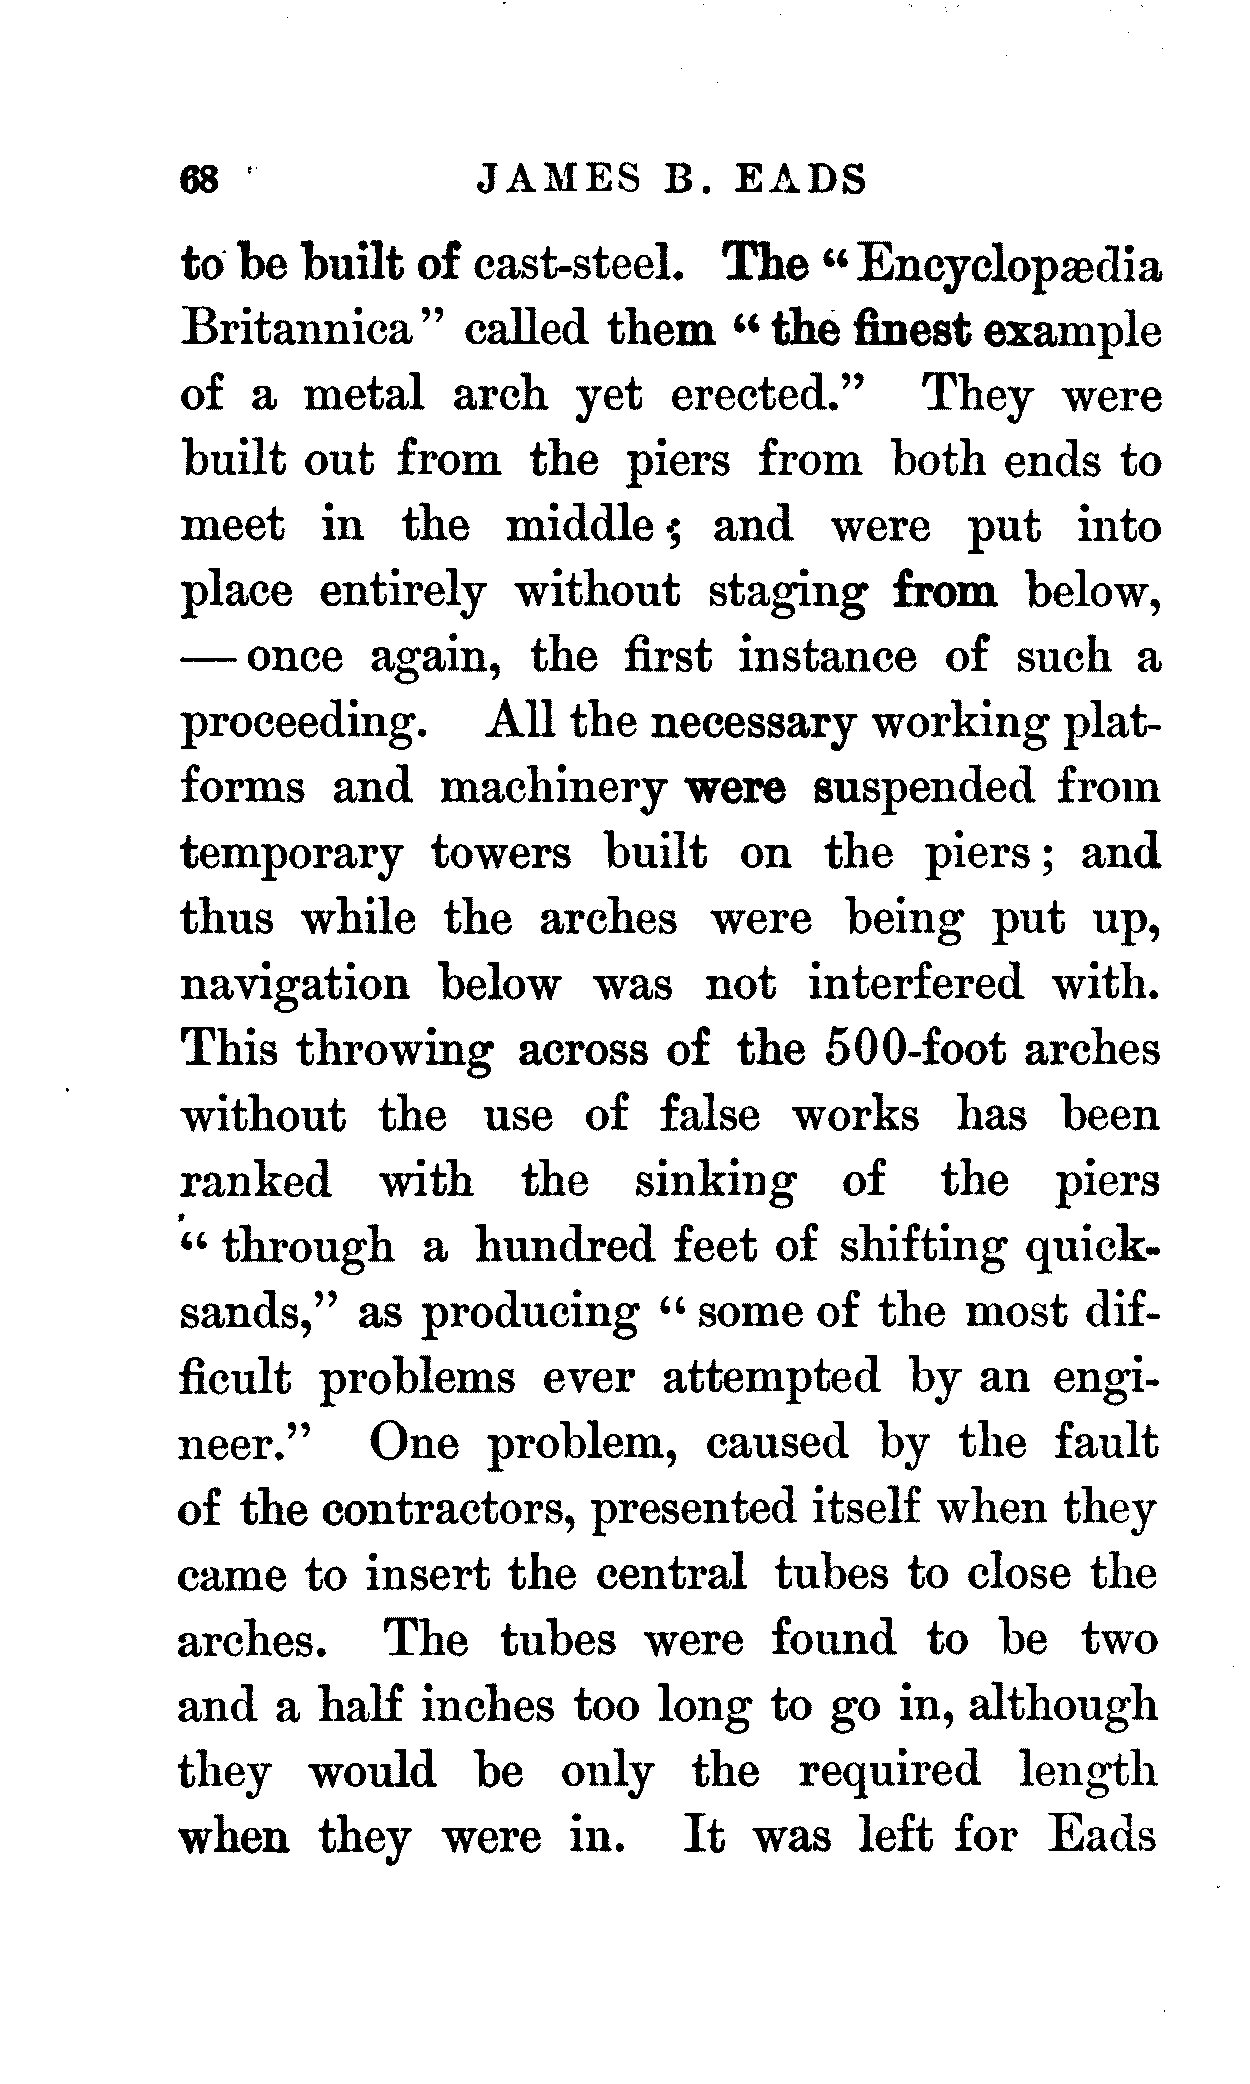 68 JAMES B. EADS
to be built of cast-steel. The “Encyclopædia
Britannica” called them “the finest example
of a metal arch yet erected.” They were
built out from the piers from both ends to
meet in the middle; and were put into
place entirely without staging from below,
— once again, the first instance of such a
proceeding. All the necessary working plat-
forms and machinery were suspended from
temporary towers built on the piers; and
thus while the arches were being put up,
navigation below was not interfered with.
This throwing across of the 500-foot arches
without the use of false works has been
ranked with the sinking of the piers
“through a hundred feet of shifting quick-
sands,” as producing “some of the most dif-
ficult problems ever attempted by an engi-
neer.” One problem, caused by the fault
of the contractors, presented itself when they
came to insert the central tubes to close the
arches. The tubes were found to be two
and a half inches too long to go in, although
they would be only the required length
when they were in. It was left for Eads